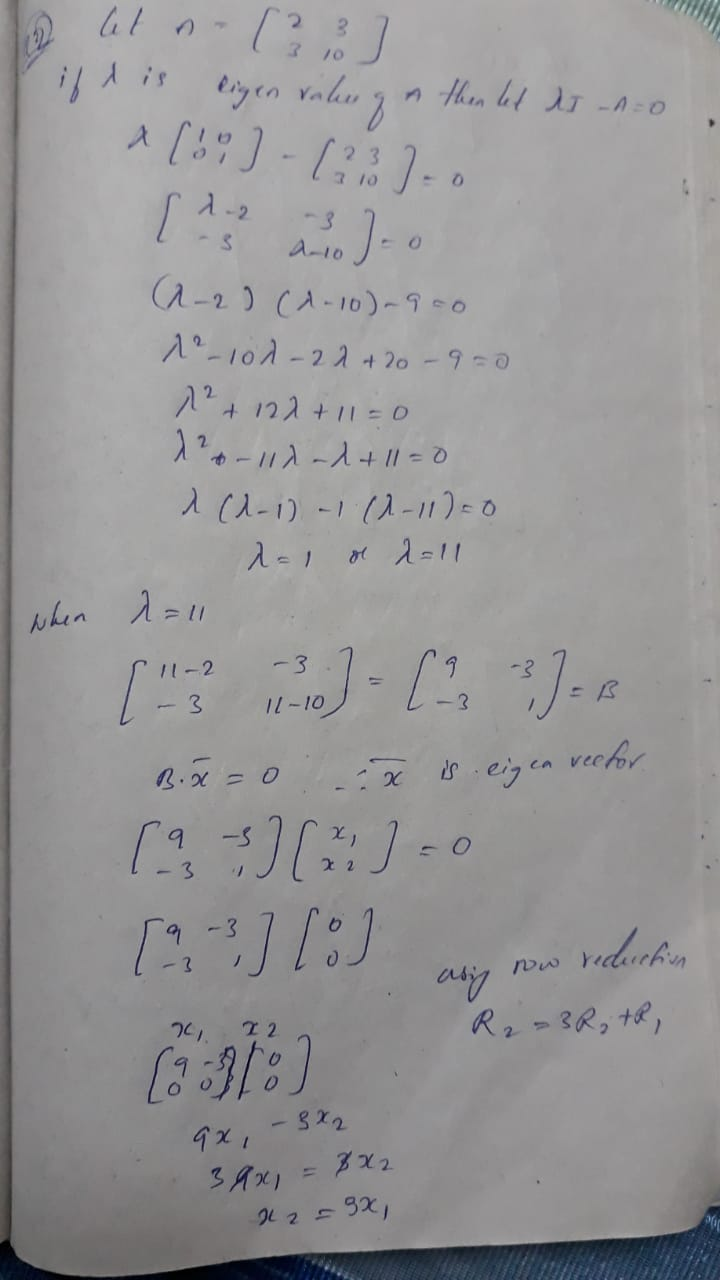 ② let A = [2 3
3 10]
if λ is eigen value of A then let λI - A = 0
λ [1 0
0 1] - [2 3
3 10] = 0
[λ-2 -3
-3 λ-10] = 0
(λ-2) (λ-10) - 9 = 0
λ² - 10λ - 2λ + 20 - 9 = 0
λ² + 12λ + 11 = 0
λ² - 11λ - λ + 11 = 0
λ (λ-1) - 1 (λ-11) = 0
λ = 1 or λ = 11
when λ = 11
[11-2 -3
-3 11-10] = [9 -3
-3 1] = B
B. x̄ = 0 ∴ x̄ is eigen vector
[9 -3
-3 1] [x₁
x₂] = 0
[9 -3
-3 1] [0
0]
using row reduction
R₂ = 3R₂ + R₁
x₁ x₂
[9 -3
0 0] [0
0]
9x₁ - 3x₂
3 9x₁ = 3x₂
x₂ = 3x₁